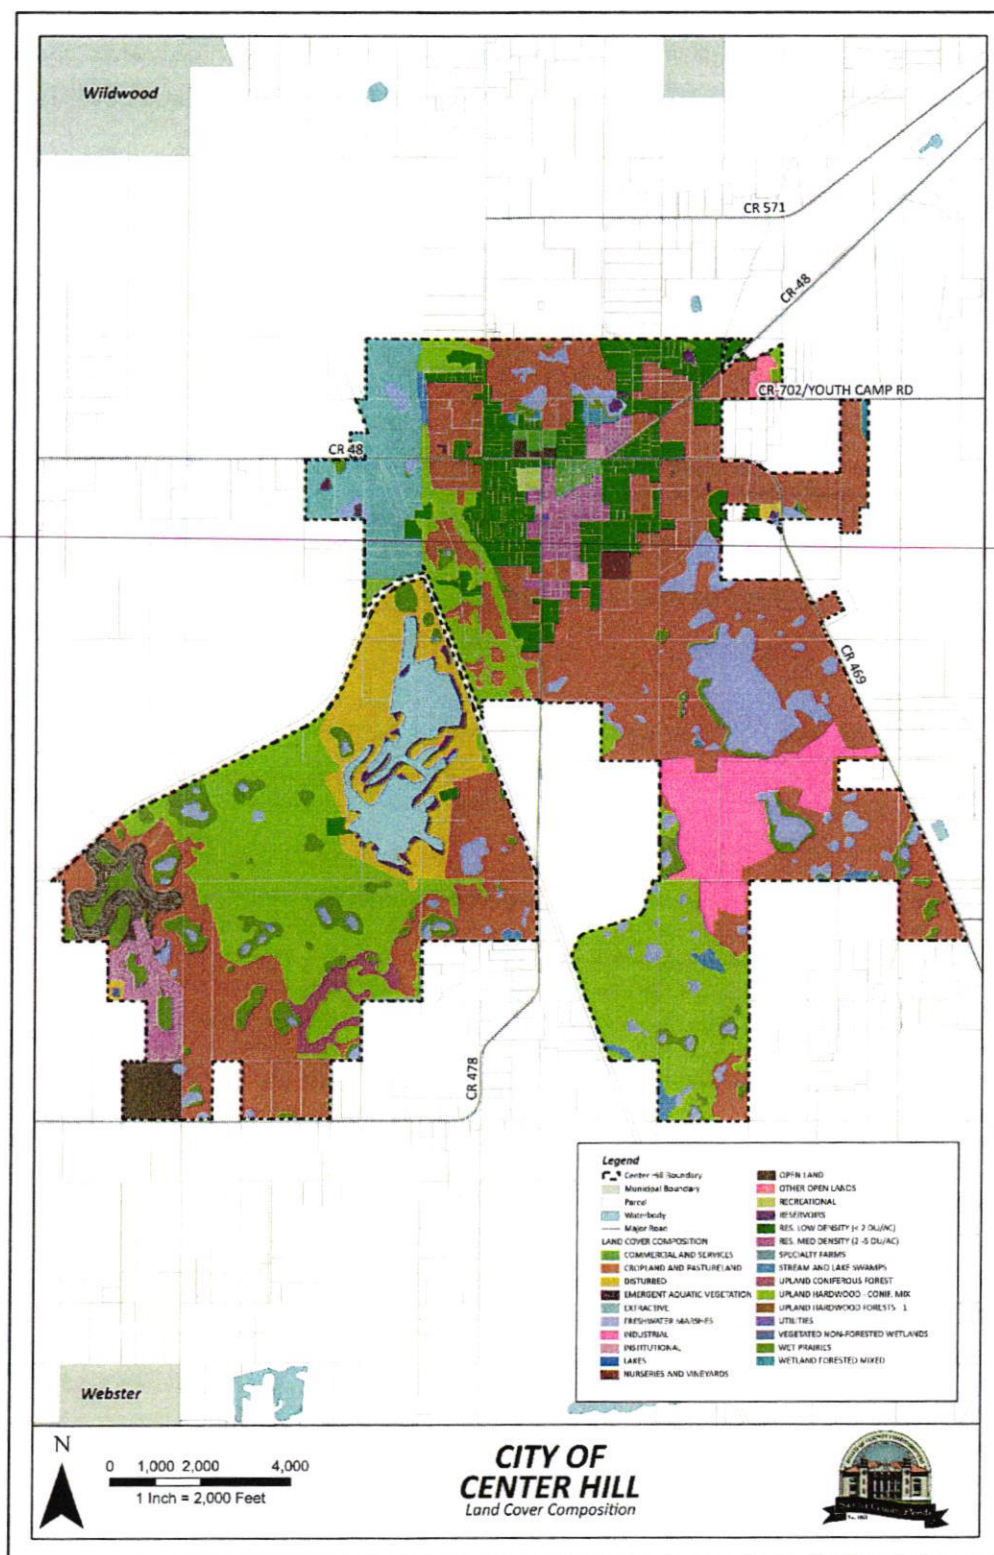 Wildwood
CR 571
CR-48
CR-702/YOUTH CAMP RD
CR 48
CR 469
CR 478
Legend
Center Hill Boundary
Municipal Boundary
Parcel
Waterbody
Major Road
LAND COVER COMPOSITION
COMMERCIAL AND SERVICES
CROPLAND AND PASTURELAND
DISTURBED
EMERGENT AQUATIC VEGETATION
EXTRACTIVE
FRESHWATER MARSHES
INDUSTRIAL
INSTITUTIONAL
LAKES
NURSERIES AND VINEYARDS
OPEN LAND
OTHER OPEN LANDS
RECREATIONAL
RESERVOIRS
RES. LOW DENSITY (< 2 DU/AC)
RES. MED DENSITY (2 -5 DU/AC)
SPECIALTY FARMS
STREAM AND LAKE SWAMPS
UPLAND CONIFEROUS FOREST
UPLAND HARDWOOD - CONIF. MIX
UPLAND HARDWOOD FORESTS - 1
UTILITIES
VEGETATED NON-FORESTED WETLANDS
WET PRAIRIES
WETLAND FORESTED MIXED
Webster
N
0 1,000 2,000 4,000
1 Inch = 2,000 Feet
CITY OF
CENTER HILL
Land Cover Composition